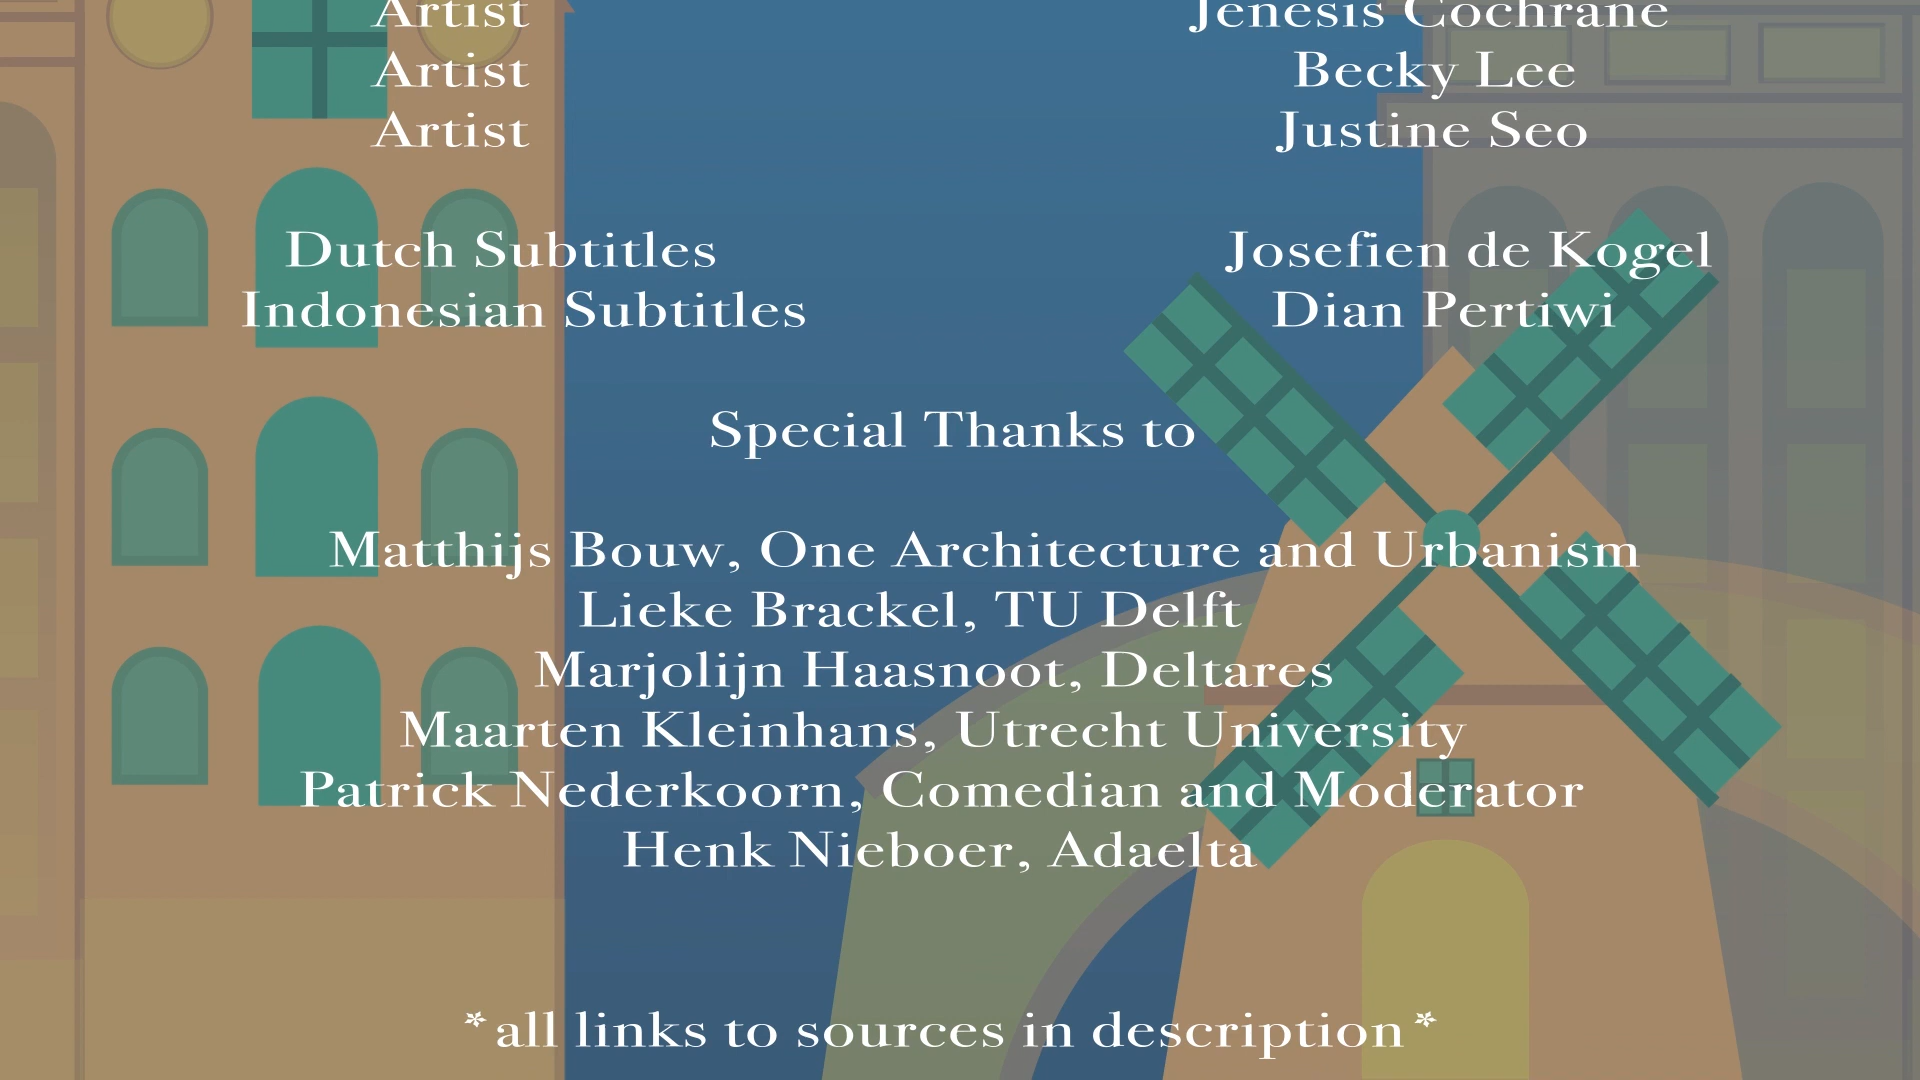 Artist Jenesis Cochrane
Artist Becky Lee
Artist Justine Seo
Dutch Subtitles Josefien de Kogel
Indonesian Subtitles Dian Pertiwi
Special Thanks to
Matthijs Bouw, One Architecture and Urbanism
Lieke Brackel, TU Delft
Marjolijn Haasnoot, Deltares
Maarten Kleinhans, Utrecht University
Patrick Nederkoorn, Comedian and Moderator
Henk Nieboer, Adaelta
*all links to sources in description*